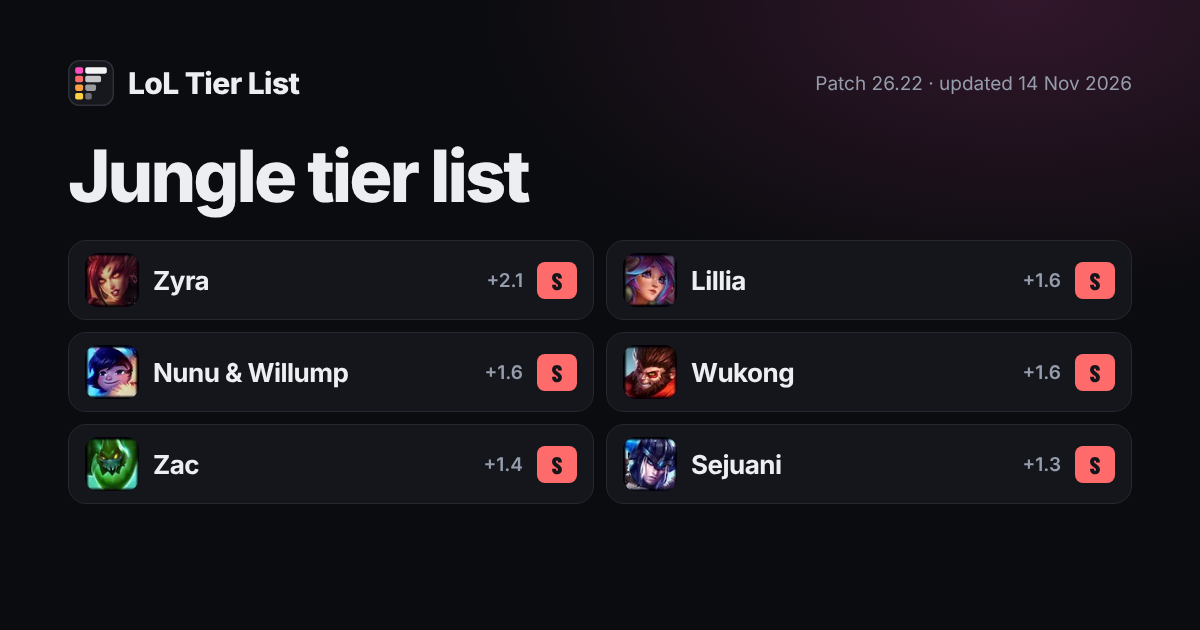 LoL Tier List
Patch 26.22 · updated 14 Nov 2026
Jungle tier list
Zyra +2.1 S
Lillia +1.6 S
Nunu & Willump +1.6 S
Wukong +1.6 S
Zac +1.4 S
Sejuani +1.3 S